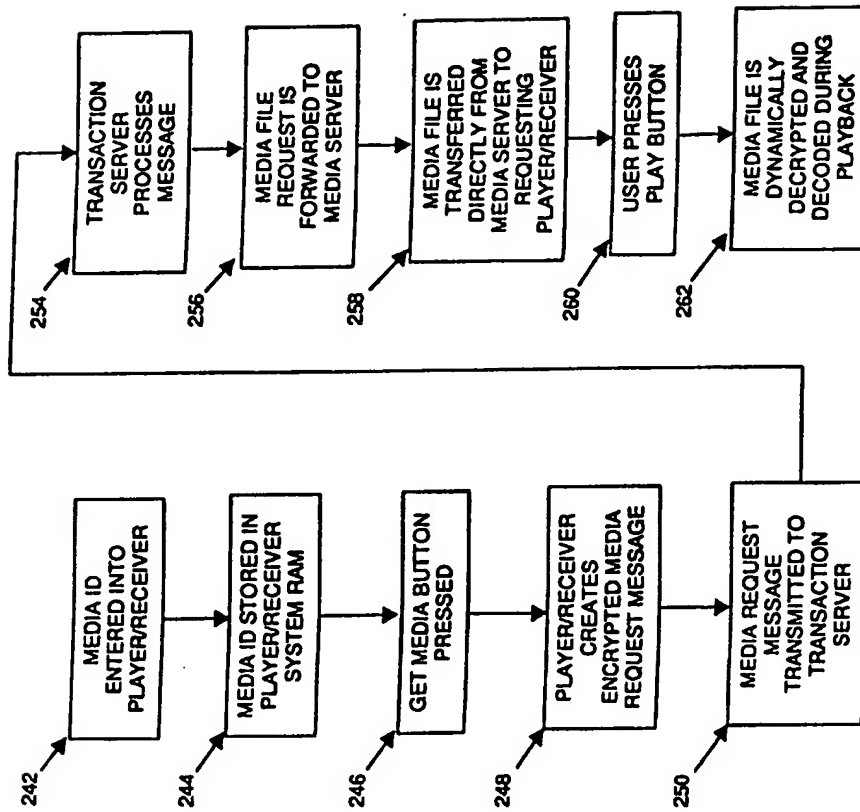 242
MEDIA ID
ENTERED INTO
PLAYER/RECEIVER
244
MEDIA ID STORED IN
PLAYER/RECEIVER
SYSTEM RAM
246
GET MEDIA BUTTON
PRESSED
248
PLAYER/RECEIVER
CREATES
ENCRYPTED MEDIA
REQUEST MESSAGE
250
MEDIA REQUEST
MESSAGE
TRANSMITTED TO
TRANSACTION
SERVER
254
TRANSACTION
SERVER
PROCESSES
MESSAGE
256
MEDIA FILE
REQUEST IS
FORWARDED TO
MEDIA SERVER
258
MEDIA FILE IS
TRANSFERRED
DIRECTLY FROM
MEDIA SERVER TO
REQUESTING
PLAYER/RECEIVER
260
USER PRESSES
PLAY BUTTON
262
MEDIA FILE IS
DYNAMICALLY
DECRYPTED AND
DECODED DURING
PLAYBACK